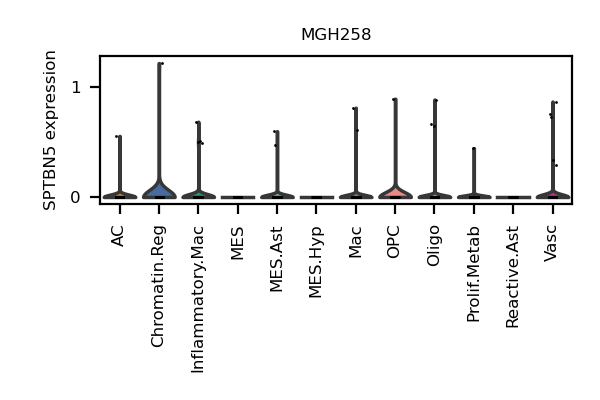 MGH258
SPTBN5 expression
1
0
AC
Chromatin.Reg
Inflammatory.Mac
MES
MES.Ast
MES.Hyp
Mac
OPC
Oligo
Prolif.Metab
Reactive.Ast
Vasc